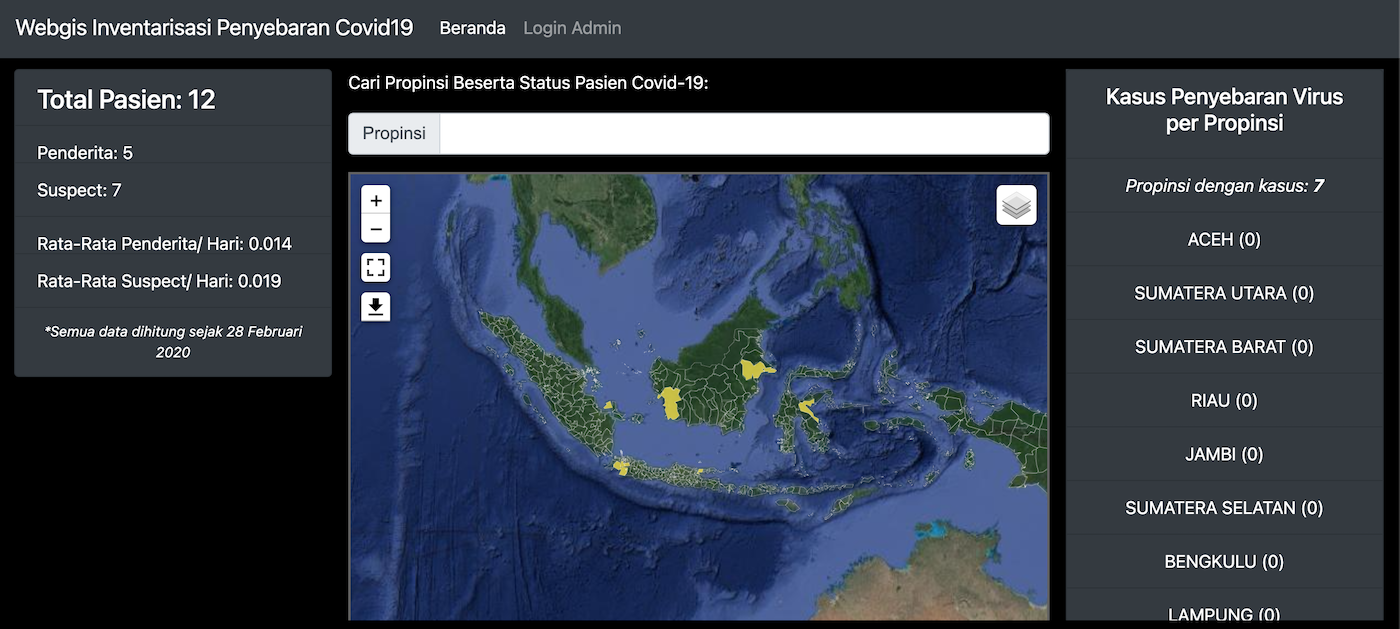 Webgis Inventarisasi Penyebaran Covid19 Beranda Login Admin
Total Pasien: 12
Penderita: 5
Suspect: 7
Rata-Rata Penderita/ Hari: 0.014
Rata-Rata Suspect/ Hari: 0.019
*Semua data dihitung sejak 28 Februari
2020
Cari Propinsi Beserta Status Pasien Covid-19:
Propinsi
+
−
Kasus Penyebaran Virus
per Propinsi
Propinsi dengan kasus: 7
ACEH (0)
SUMATERA UTARA (0)
SUMATERA BARAT (0)
RIAU (0)
JAMBI (0)
SUMATERA SELATAN (0)
BENGKULU (0)
LAMPUNG (0)